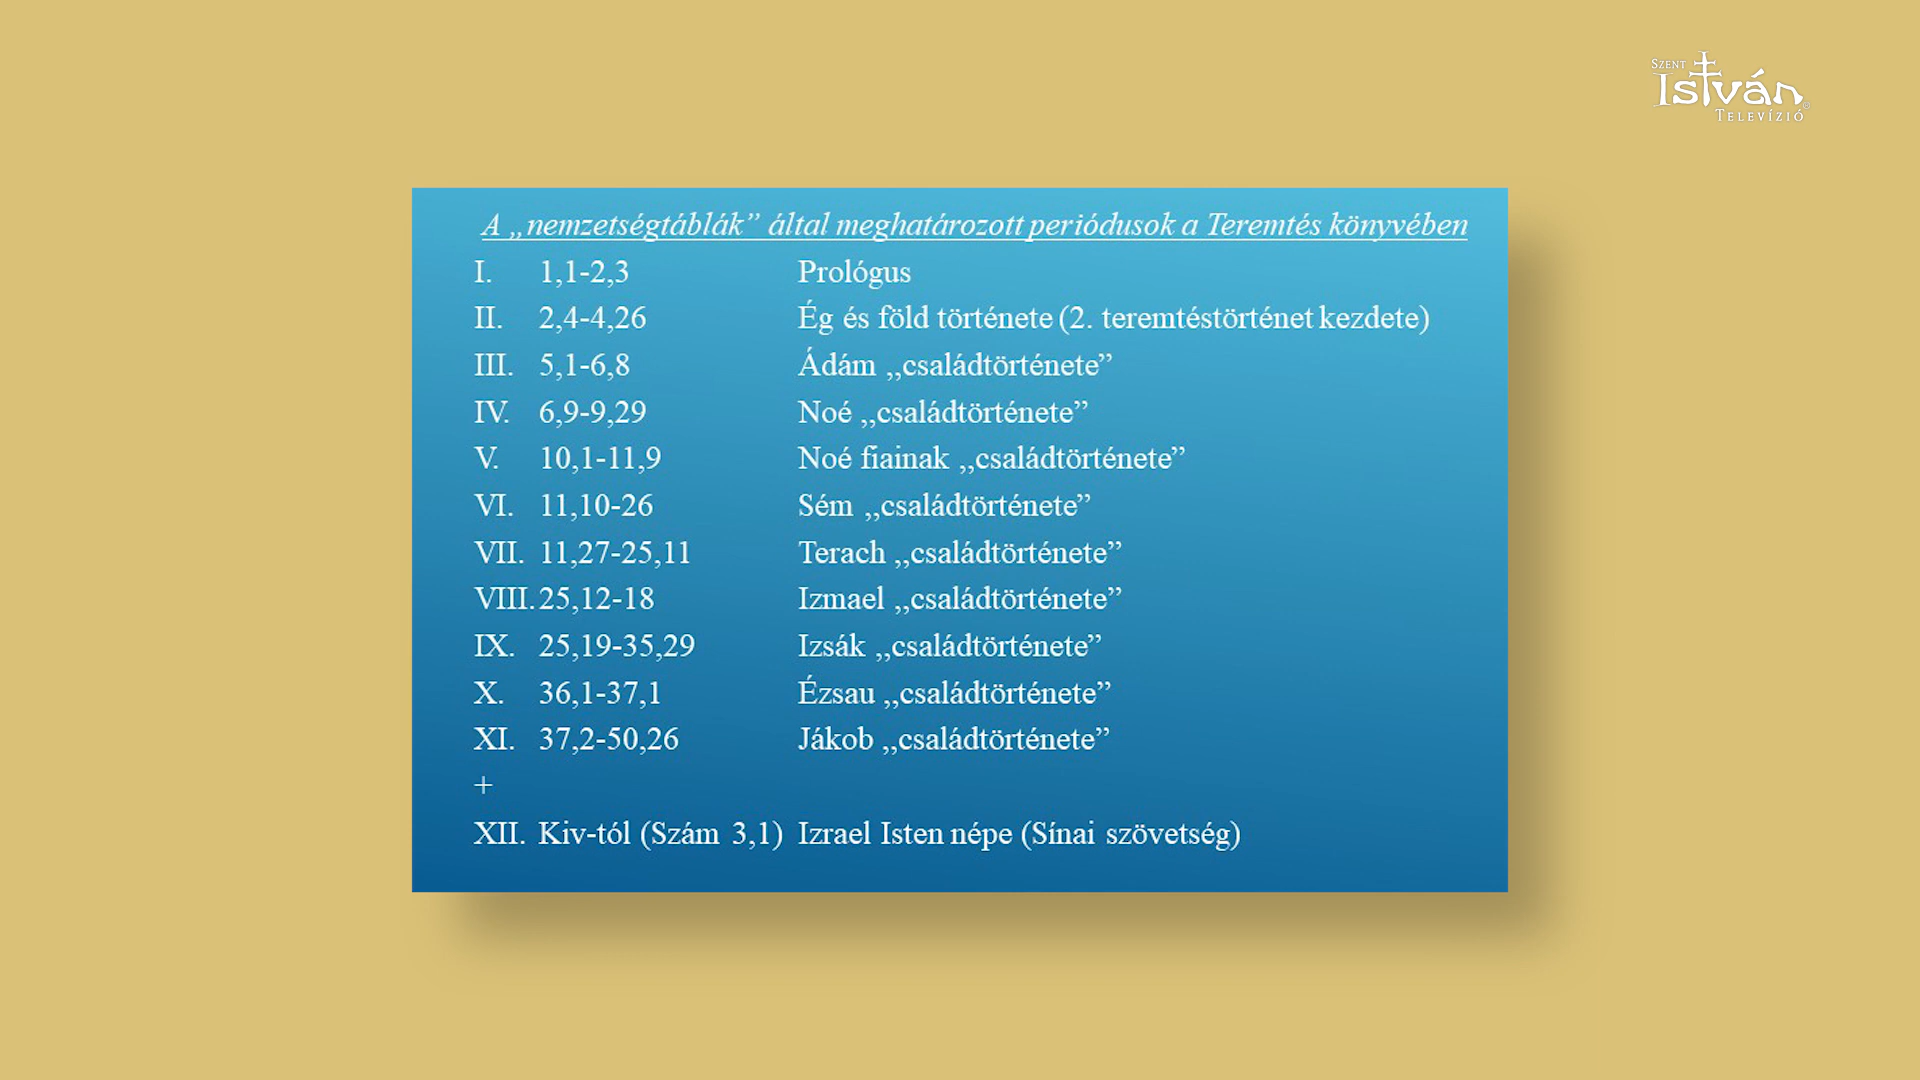 Szent
István
Televízió
A „nemzetségtáblák” által meghatározott periódusok a Teremtés könyvében
I. 1,1-2,3 Prológus
II. 2,4-4,26 Ég és föld története (2. teremtéstörténet kezdete)
III. 5,1-6,8 Ádám ,,családtörténete”
IV. 6,9-9,29 Noé ,,családtörténete”
V. 10,1-11,9 Noé fiainak ,,családtörténete”
VI. 11,10-26 Sém ,,családtörténete”
VII. 11,27-25,11 Terach ,,családtörténete”
VIII. 25,12-18 Izmael ,,családtörténete”
IX. 25,19-35,29 Izsák ,,családtörténete”
X. 36,1-37,1 Ézsau ,,családtörténete”
XI. 37,2-50,26 Jákob ,,családtörténete”
+
XII. Kiv-tól (Szám 3,1) Izrael Isten népe (Sínai szövetség)